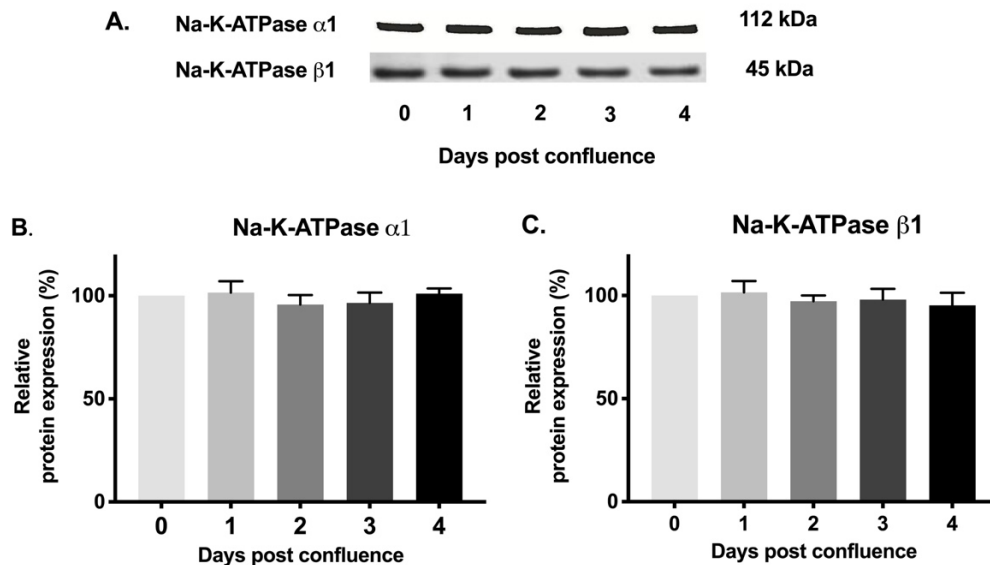 A.
Na-K-ATPase α1
112 kDa
Na-K-ATPase β1
45 kDa
0 1 2 3 4
Days post confluence
B.
Na-K-ATPase α1
Relative
protein expression (%)
100
50
0
0 1 2 3 4
Days post confluence
C.
Na-K-ATPase β1
Relative
protein expression (%)
100
50
0
0 1 2 3 4
Days post confluence